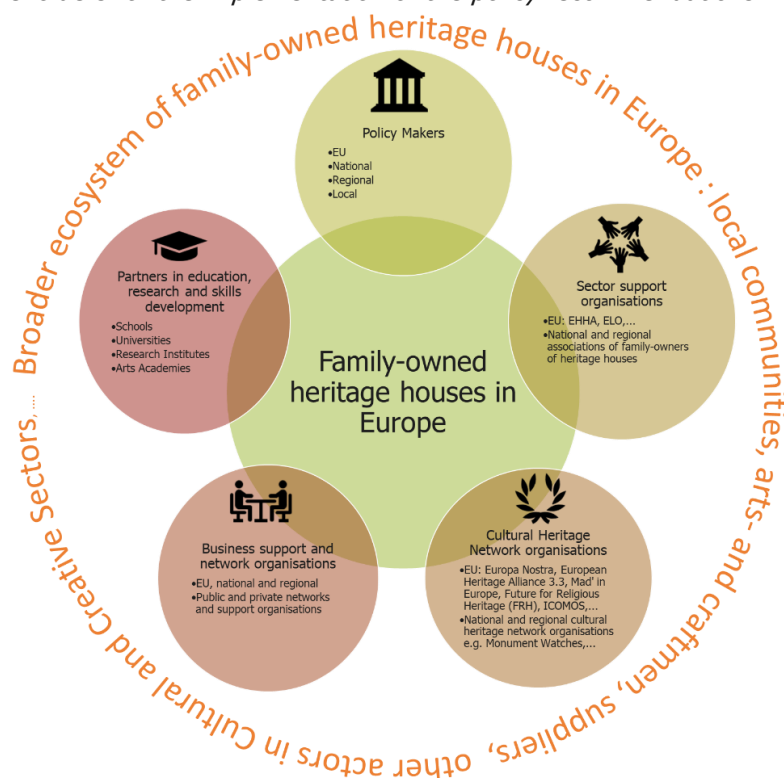 Broader ecosystem of family-owned heritage houses in Europe : local communities, arts- and craftmen, suppliers, other actors in Cultural and Creative Sectors, ....
Policy Makers
•EU
•National
•Regional
•Local
Sector support
organisations
•EU: EHHA, ELO,...
•National and regional
associations of family-owners
of heritage houses
Partners in education,
research and skills
development
•Schools
•Universities
•Research Institutes
•Arts Academies
Family-owned
heritage houses in
Europe
Business support and
network organisations
•EU, national and regional
•Public and private networks
and support organisations
Cultural Heritage
Network organisations
•EU: Europa Nostra, European
Heritage Alliance 3.3, Mad' in
Europe, Future for Religious
Heritage (FRH), ICOMOS,...
•National and regional cultural
heritage network organisations
e.g. Monument Watches,...